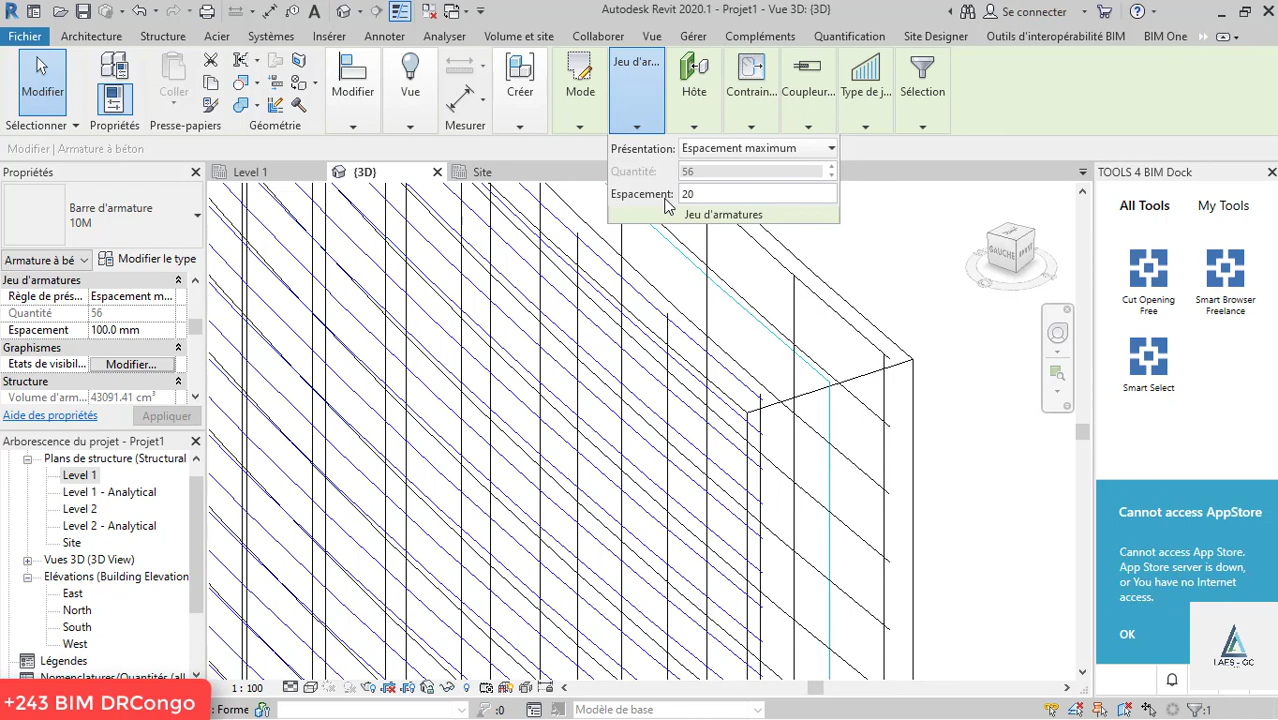 Autodesk Revit 2020.1 - Projet1 - Vue 3D: {3D}
Se connecter
Fichier Architecture Structure Acier Systèmes Insérer Annoter Analyser Volume et site Collaborer Vue Gérer Compléments Quantification Site Designer Outils d'interopérabilité BIM BIM One
Modifier
Coller
Modifier Vue Créer Mode Jeu d'ar... Hôte Contrain... Coupleur... Type de j... Sélection
Sélectionner Propriétés Presse-papiers Géométrie Mesurer
Modifier | Armature à béton
Présentation: Espacement maximum
Quantité: 56
Espacement: 20
Jeu d'armatures
Propriétés
Level 1 {3D} Site
TOOLS 4 BIM Dock
All Tools My Tools
Barre d'armature
10M
Armature à bé Modifier le type
Jeu d'armatures
Règle de prés... Espacement m...
Quantité 56
Espacement 100.0 mm
Graphismes
Etats de visibil... Modifier...
Structure
Volume d'arm... 43091.41 cm³
Aide des propriétés Appliquer
GAUCHE
Cut Opening
Free
Smart Browser
Freelance
Smart Select
Arborescence du projet - Projet1
Plans de structure (Structural
Level 1
Level 1 - Analytical
Level 2
Level 2 - Analytical
Site
Vues 3D (3D View)
Elévations (Building Elevation
East
North
South
West
Légendes
Nomenclatures/Quantités (all
Cannot access AppStore
Cannot access App Store.
App Store server is down,
or You have no Internet
access.
OK
LAES_GC
1 : 100
+243 BIM DRCongo
Forme
:0
Modèle de base
:1